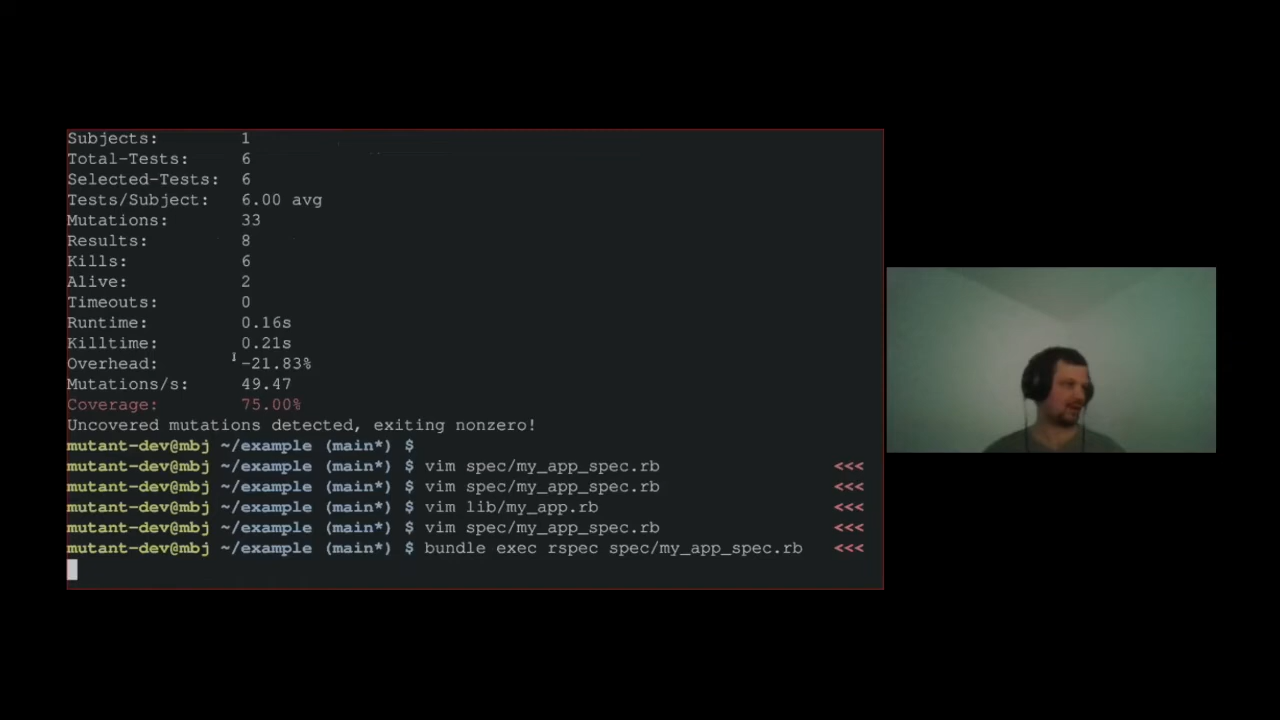 Subjects: 1
Total-Tests: 6
Selected-Tests: 6
Tests/Subject: 6.00 avg
Mutations: 33
Results: 8
Kills: 6
Alive: 2
Timeouts: 0
Runtime: 0.16s
Killtime: 0.21s
Overhead: -21.83%
Mutations/s: 49.47
Coverage: 75.00%
Uncovered mutations detected, exiting nonzero!
mutant-dev@mbj ~/example (main*) $
mutant-dev@mbj ~/example (main*) $ vim spec/my_app_spec.rb <<<
mutant-dev@mbj ~/example (main*) $ vim spec/my_app_spec.rb <<<
mutant-dev@mbj ~/example (main*) $ vim lib/my_app.rb <<<
mutant-dev@mbj ~/example (main*) $ vim spec/my_app_spec.rb <<<
mutant-dev@mbj ~/example (main*) $ bundle exec rspec spec/my_app_spec.rb <<<